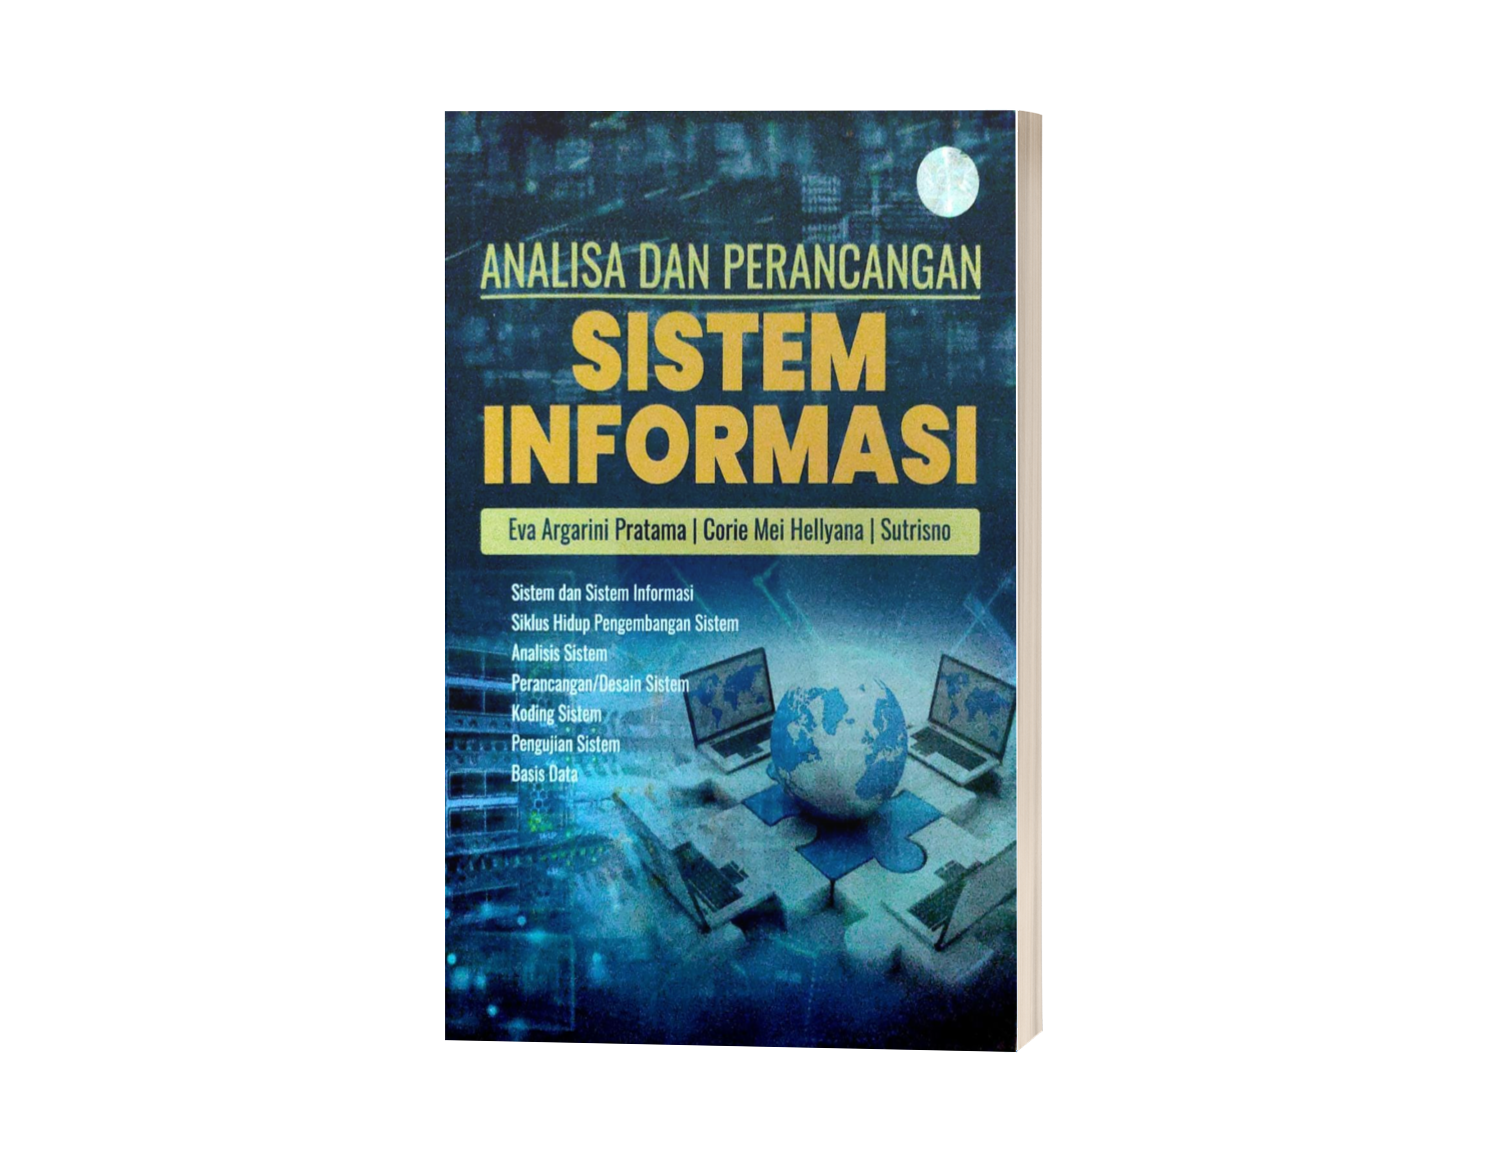 ANALISA DAN PERANCANGAN
SISTEM
INFORMASI
Eva Argarini Pratama | Corie Mei Hellyana | Sutrisno
Sistem dan Sistem Informasi
Siklus Hidup Pengembangan Sistem
Analisis Sistem
Perancangan/Desain Sistem
Koding Sistem
Pengujian Sistem
Basis Data